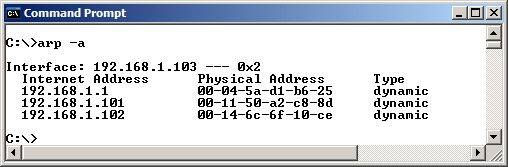 Command Prompt
C:\>arp -a
Interface: 192.168.1.103 --- 0x2
Internet Address Physical Address Type
192.168.1.1 00-04-5a-d1-b6-25 dynamic
192.168.1.101 00-11-50-a2-c8-8d dynamic
192.168.1.102 00-14-6c-6f-10-ce dynamic
C:\>